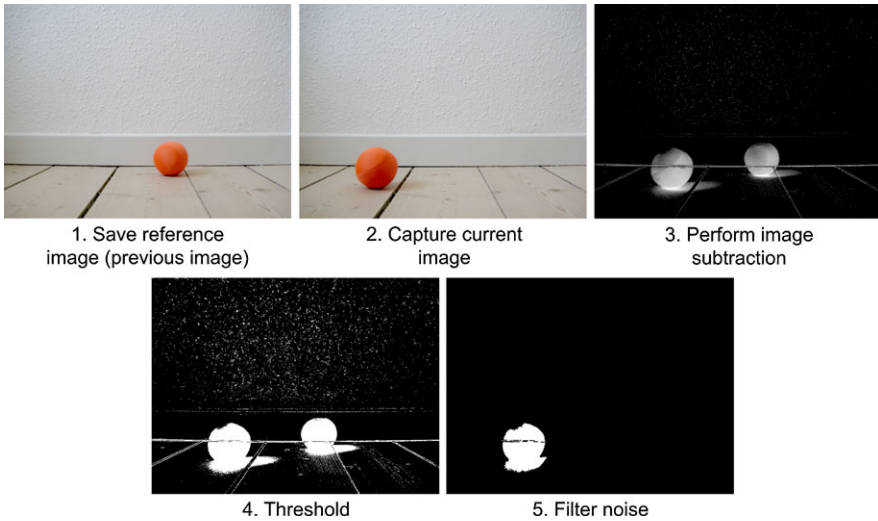 1. Save reference
image (previous image)
2. Capture current
image
3. Perform image
subtraction
4. Threshold
5. Filter noise